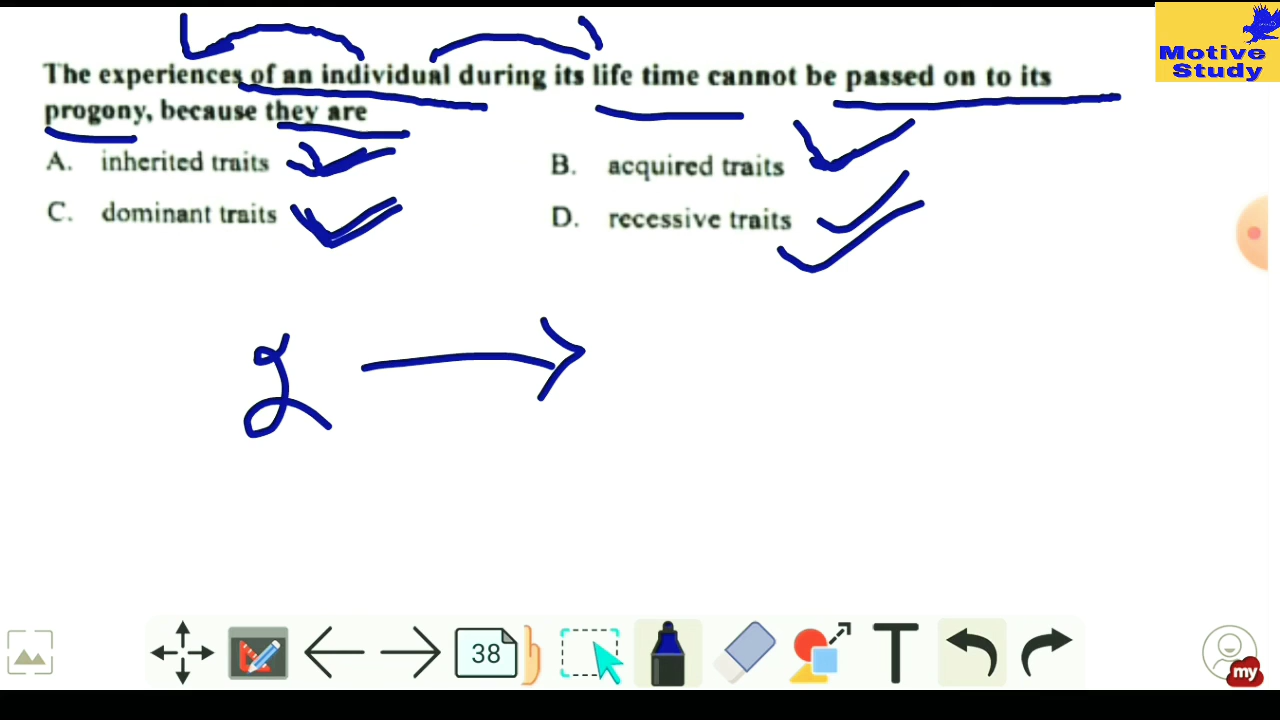 The experiences of an individual during its life time cannot be passed on to its
progony, because they are
A. inherited traits
B. acquired traits
C. dominant traits
D. recessive traits
Motive
Study
38
T
my